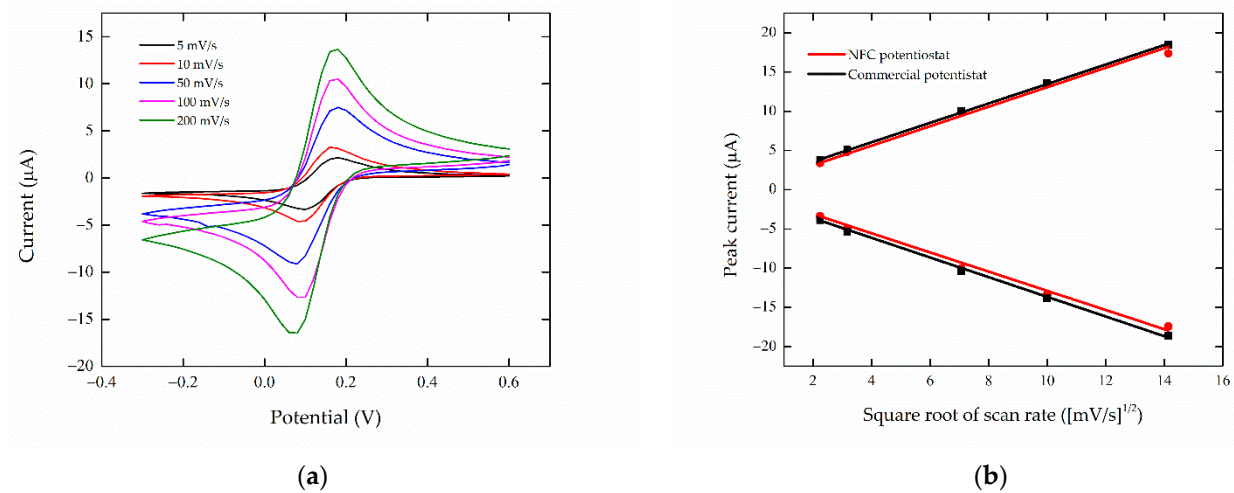 15
10
5
0
−5
−10
−15
−20
−0.4
−0.2
0.0
0.2
0.4
0.6
Current (µA)
Potential (V)
5 mV/s
10 mV/s
50 mV/s
100 mV/s
200 mV/s
(a)
20
15
10
5
0
−5
−10
−15
−20
2
4
6
8
10
12
14
16
Peak current (µA)
Square root of scan rate ([mV/s]^1/2)
NFC potentiostat
Commercial potentistat
(b)